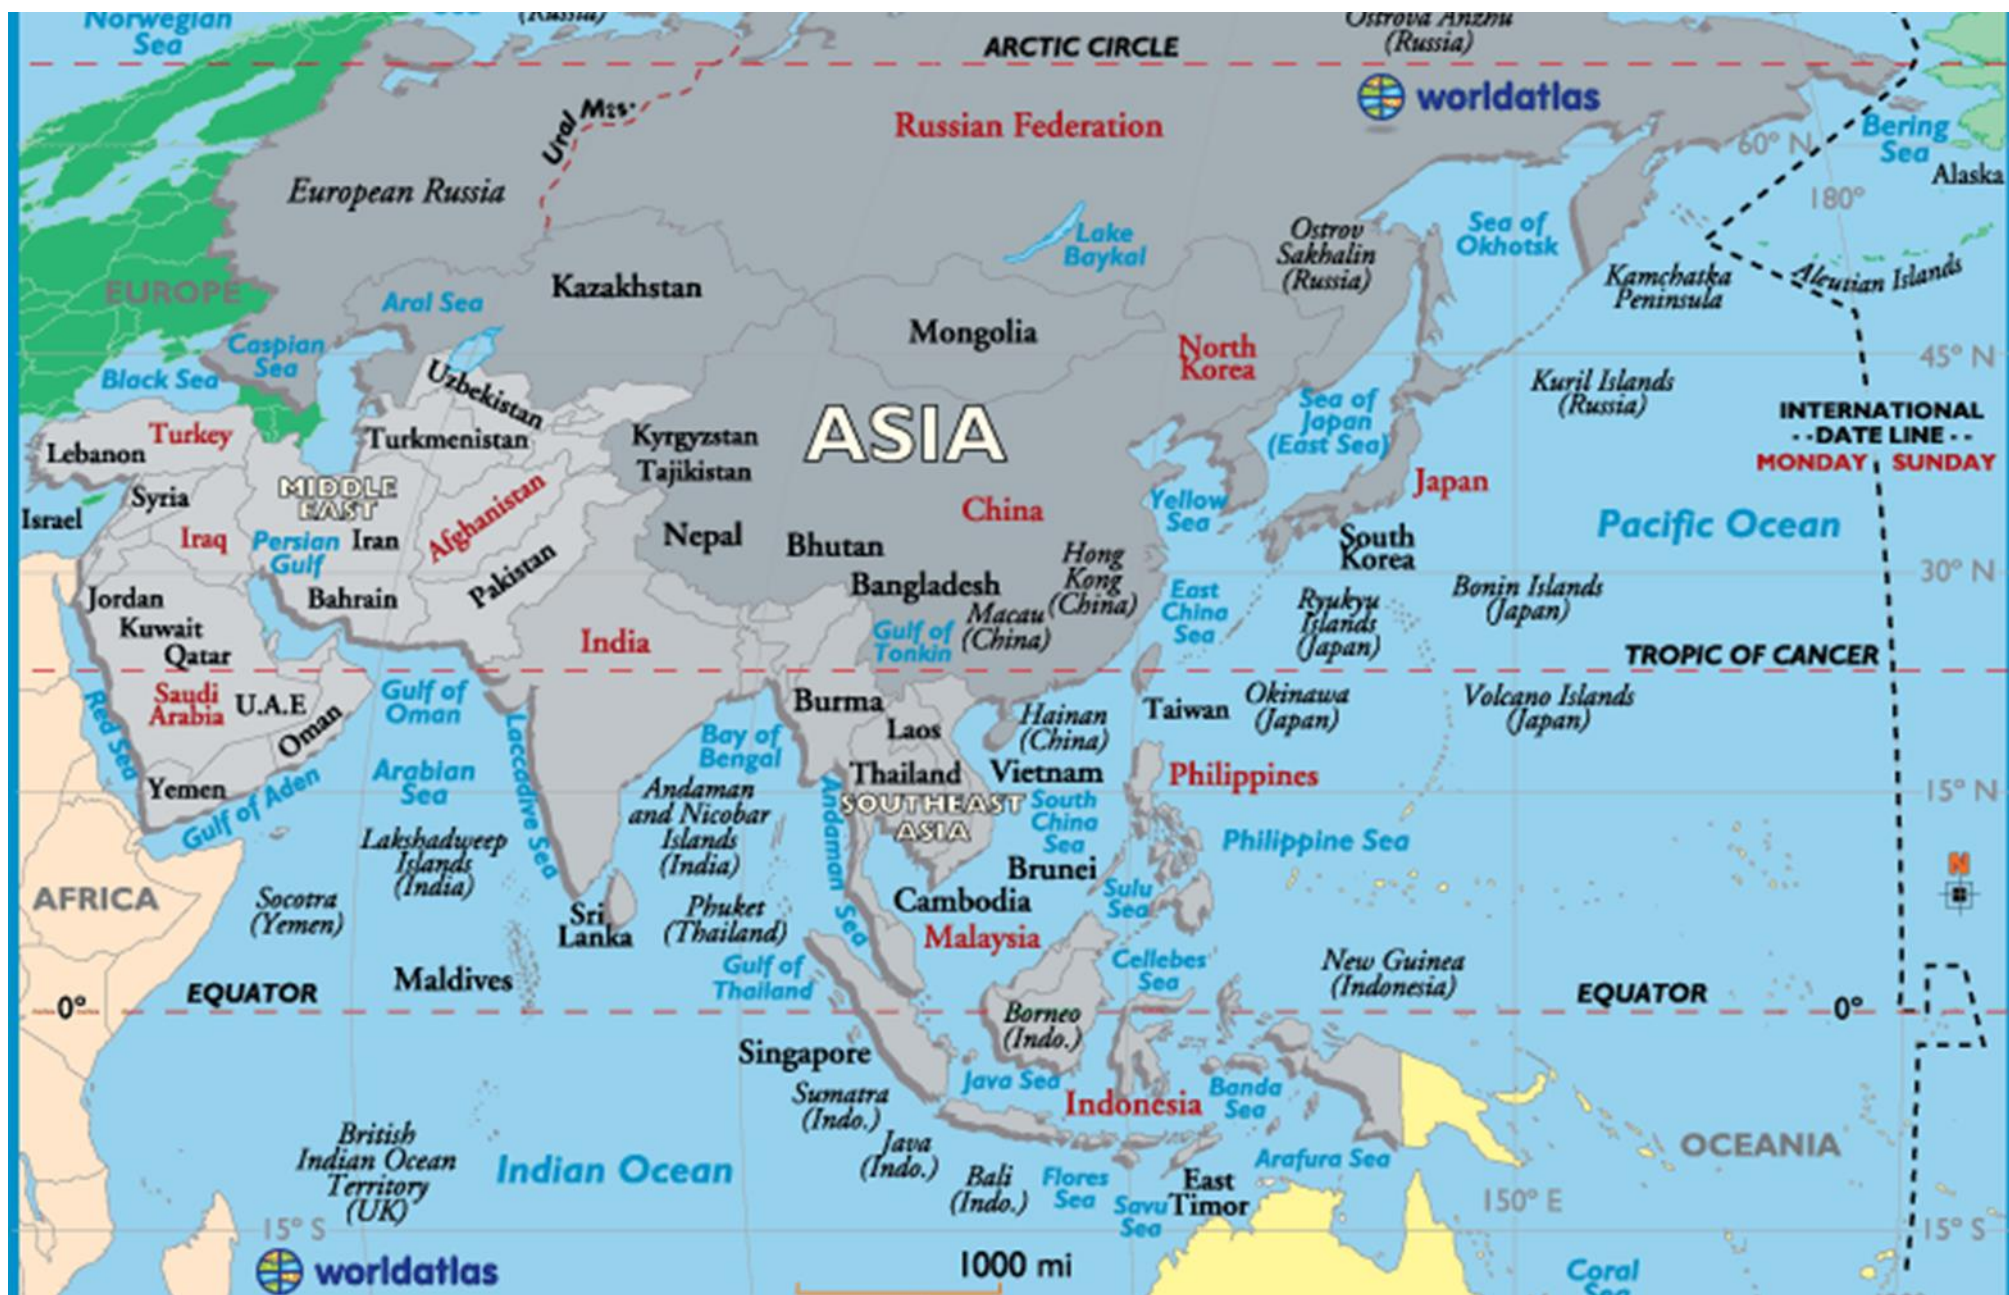 Norwegian
Sea
(Russia)
ARCTIC CIRCLE
Ostrova Anzhu
(Russia)
worldatlas
Ural Mts.
Russian Federation
60° N
Bering
Sea
Alaska
180°
European Russia
Lake
Baykal
Ostrov
Sakhalin
(Russia)
Sea of
Okhotsk
Kamchatka
Peninsula
Aleutian Islands
EUROPE
Aral Sea
Kazakhstan
Mongolia
North
Korea
45° N
Caspian
Sea
Black Sea
Uzbekistan
Kuril Islands
(Russia)
Sea of
Japan
(East Sea)
INTERNATIONAL
--DATE LINE--
MONDAY SUNDAY
Turkey
Lebanon
Turkmenistan
Kyrgyzstan
Tajikistan
ASIA
MIDDLE
EAST
Syria
Israel
Iraq
Persian
Gulf
Iran
Afghanistan
Pakistan
Nepal
Bhutan
China
Yellow
Sea
Japan
South
Korea
Pacific Ocean
Jordan
Kuwait
Qatar
Bahrain
Bangladesh
Hong
Kong
(China)
Macau
(China)
Gulf of
Tonkin
East
China
Sea
Ryukyu
Islands
(Japan)
Bonin Islands
(Japan)
30° N
India
TROPIC OF CANCER
Red Sea
Saudi
Arabia
U.A.E
Oman
Gulf of
Oman
Laccadive Sea
Bay of
Bengal
Burma
Laos
Hainan
(China)
Taiwan
Okinawa
(Japan)
Volcano Islands
(Japan)
Yemen
Gulf of Aden
Arabian
Sea
Andaman
and Nicobar
Islands
(India)
Andaman Sea
Thailand
Vietnam
SOUTHEAST
ASIA
South
China
Sea
Philippines
15° N
Philippine Sea
Lakshadweep
Islands
(India)
AFRICA
Socotra
(Yemen)
Sri
Lanka
Phuket
(Thailand)
Brunei
Cambodia
Sulu
Sea
Malaysia
N
Maldives
Gulf of
Thailand
Cellebes
Sea
New Guinea
(Indonesia)
EQUATOR
EQUATOR
0°
0°
Borneo
(Indo.)
Singapore
Sumatra
(Indo.)
Java Sea
Indonesia
Banda
Sea
British
Indian Ocean
Territory
(UK)
Indian Ocean
Java
(Indo.)
Bali
(Indo.)
Flores
Sea
Savu
Sea
East
Timor
Arafura Sea
OCEANIA
150° E
15° S
15° S
worldatlas
1000 mi
Coral
Sea